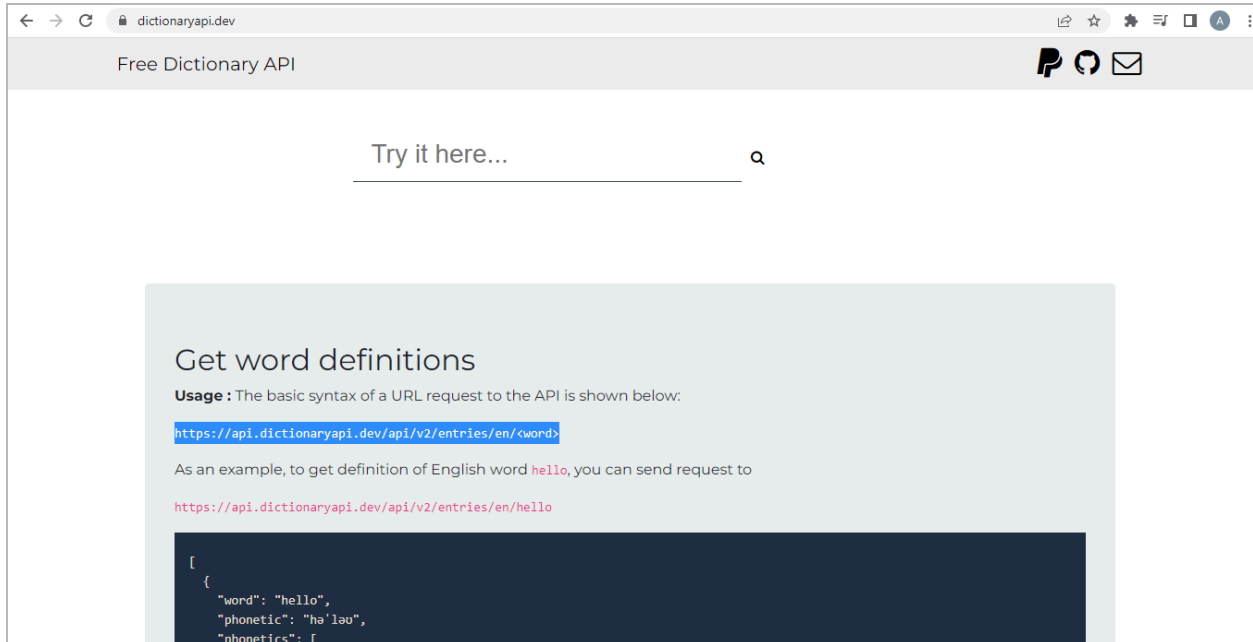 dictionaryapi.dev
A
Free Dictionary API
Try it here...
Get word definitions
Usage : The basic syntax of a URL request to the API is shown below:
https://api.dictionaryapi.dev/api/v2/entries/en/<word>
As an example, to get definition of English word hello, you can send request to
https://api.dictionaryapi.dev/api/v2/entries/en/hello
[
{
"word": "hello",
"phonetic": "həˈləʊ",
"phonetics": [